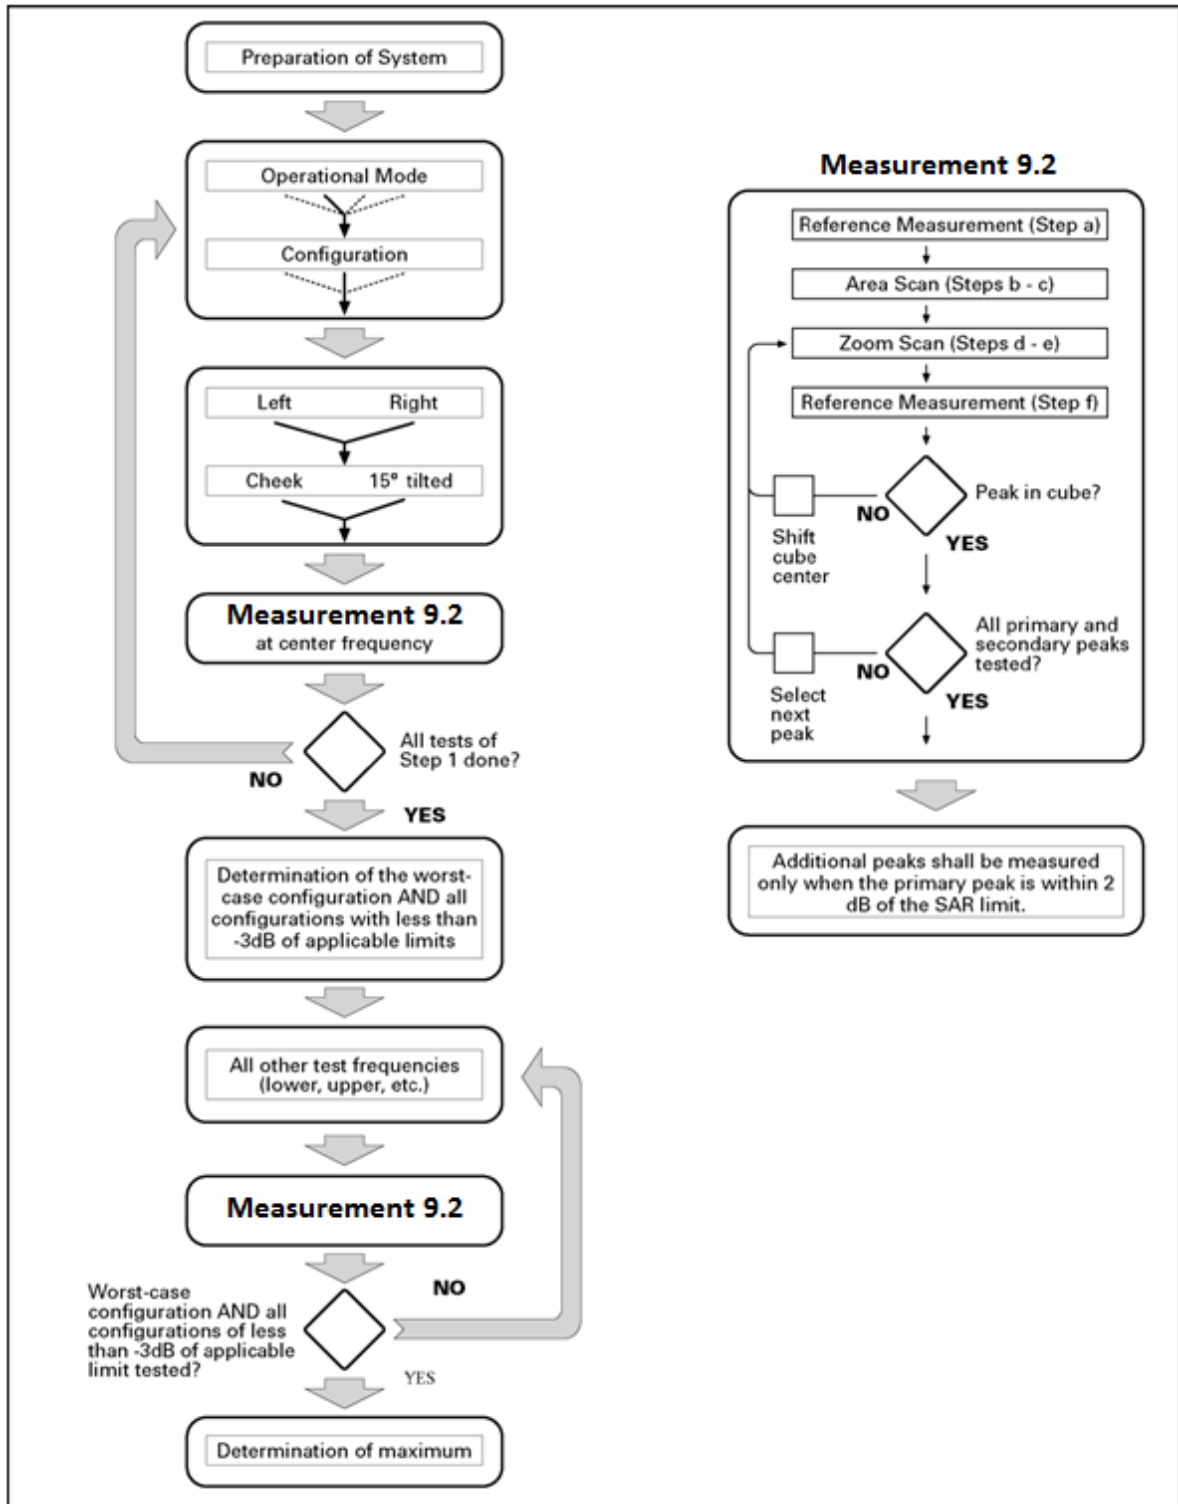 Preparation of System
Operational Mode
Configuration
Left Right
Cheek 15° tilted
Measurement 9.2
at center frequency
All tests of
Step 1 done?
NO
YES
Determination of the worst-
case configuration AND all
configurations with less than
-3dB of applicable limits
All other test frequencies
(lower, upper, etc.)
Measurement 9.2
NO
Worst-case
configuration AND all
configurations of less
than -3dB of applicable
limit tested?
YES
Determination of maximum
Measurement 9.2
Reference Measurement (Step a)
Area Scan (Steps b - c)
Zoom Scan (Steps d - e)
Reference Measurement (Step f)
Peak in cube?
NO
YES
Shift
cube
center
All primary and
secondary peaks
tested?
NO
YES
Select
next
peak
Additional peaks shall be measured
only when the primary peak is within 2
dB of the SAR limit.